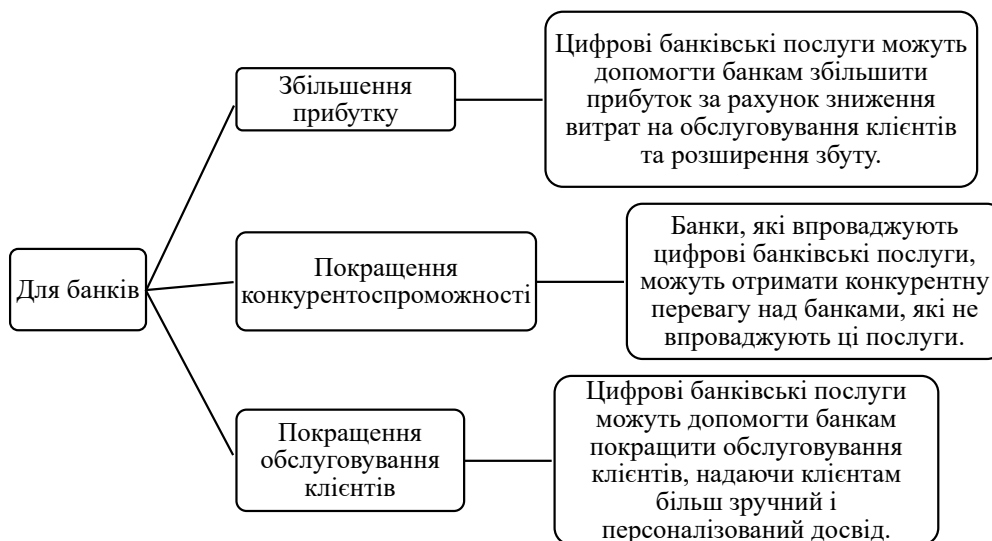 Для банків
Збільшення
прибутку
Цифрові банківські послуги можуть
допомогти банкам збільшити
прибуток за рахунок зниження
витрат на обслуговування клієнтів
та розширення збуту.
Покращення
конкурентоспроможності
Банки, які впроваджують
цифрові банківські послуги,
можуть отримати конкурентну
перевагу над банками, які не
впроваджують ці послуги.
Покращення
обслуговування
клієнтів
Цифрові банківські послуги
можуть допомогти банкам
покращити обслуговування
клієнтів, надаючи клієнтам
більш зручний і
персоналізований досвід.